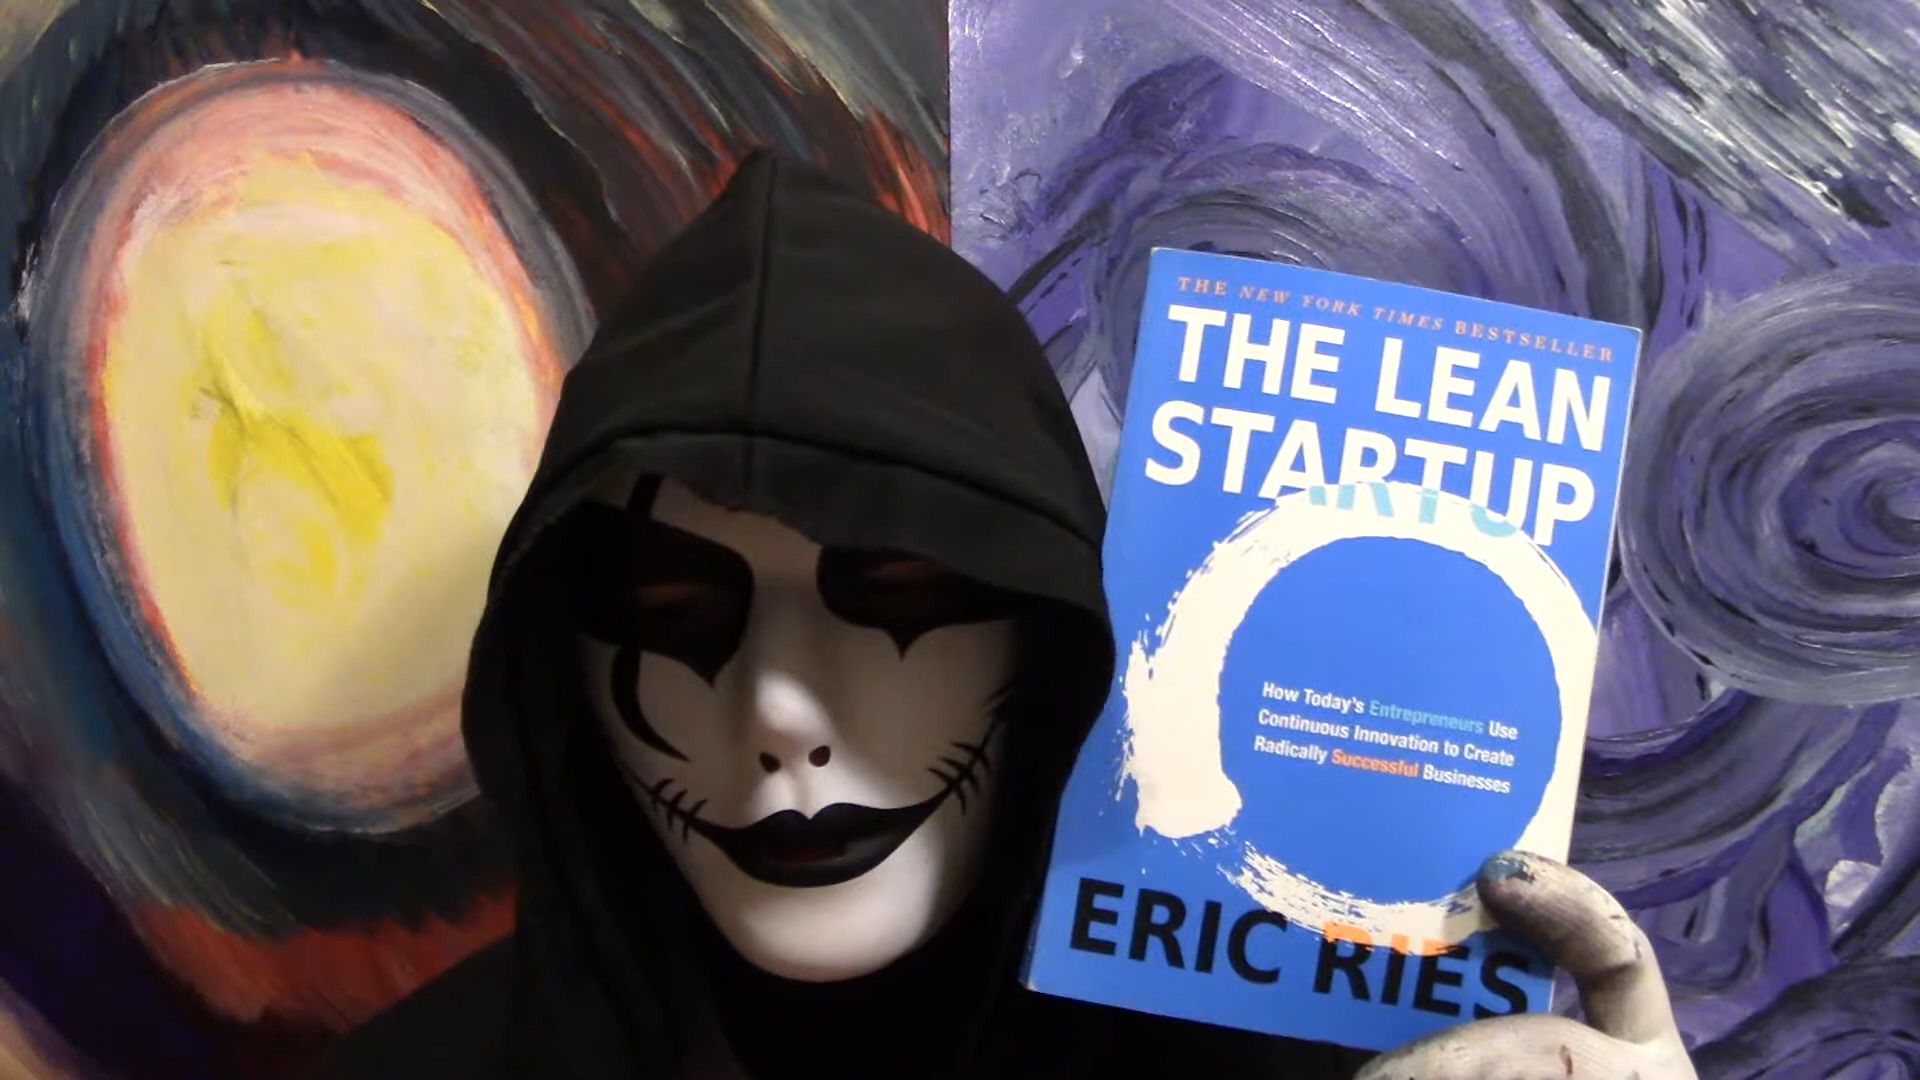 THE NEW YORK TIMES BESTSELLER
THE LEAN
STARTUP
How Today's Entrepreneurs Use
Continuous Innovation to Create
Radically Successful Businesses
ERIC RIES